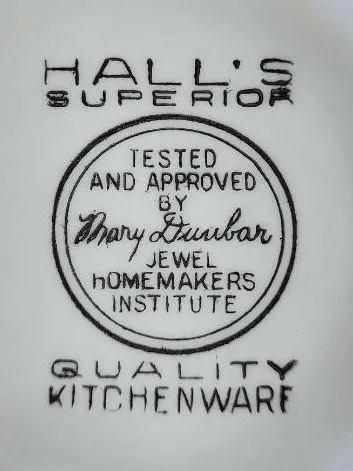 HALL'S
SUPERIOR
TESTED
AND APPROVED
BY
Mary Dunbar
JEWEL
hOMEMAKERS
INSTITUTE
QUALITY
KITCHENWARE